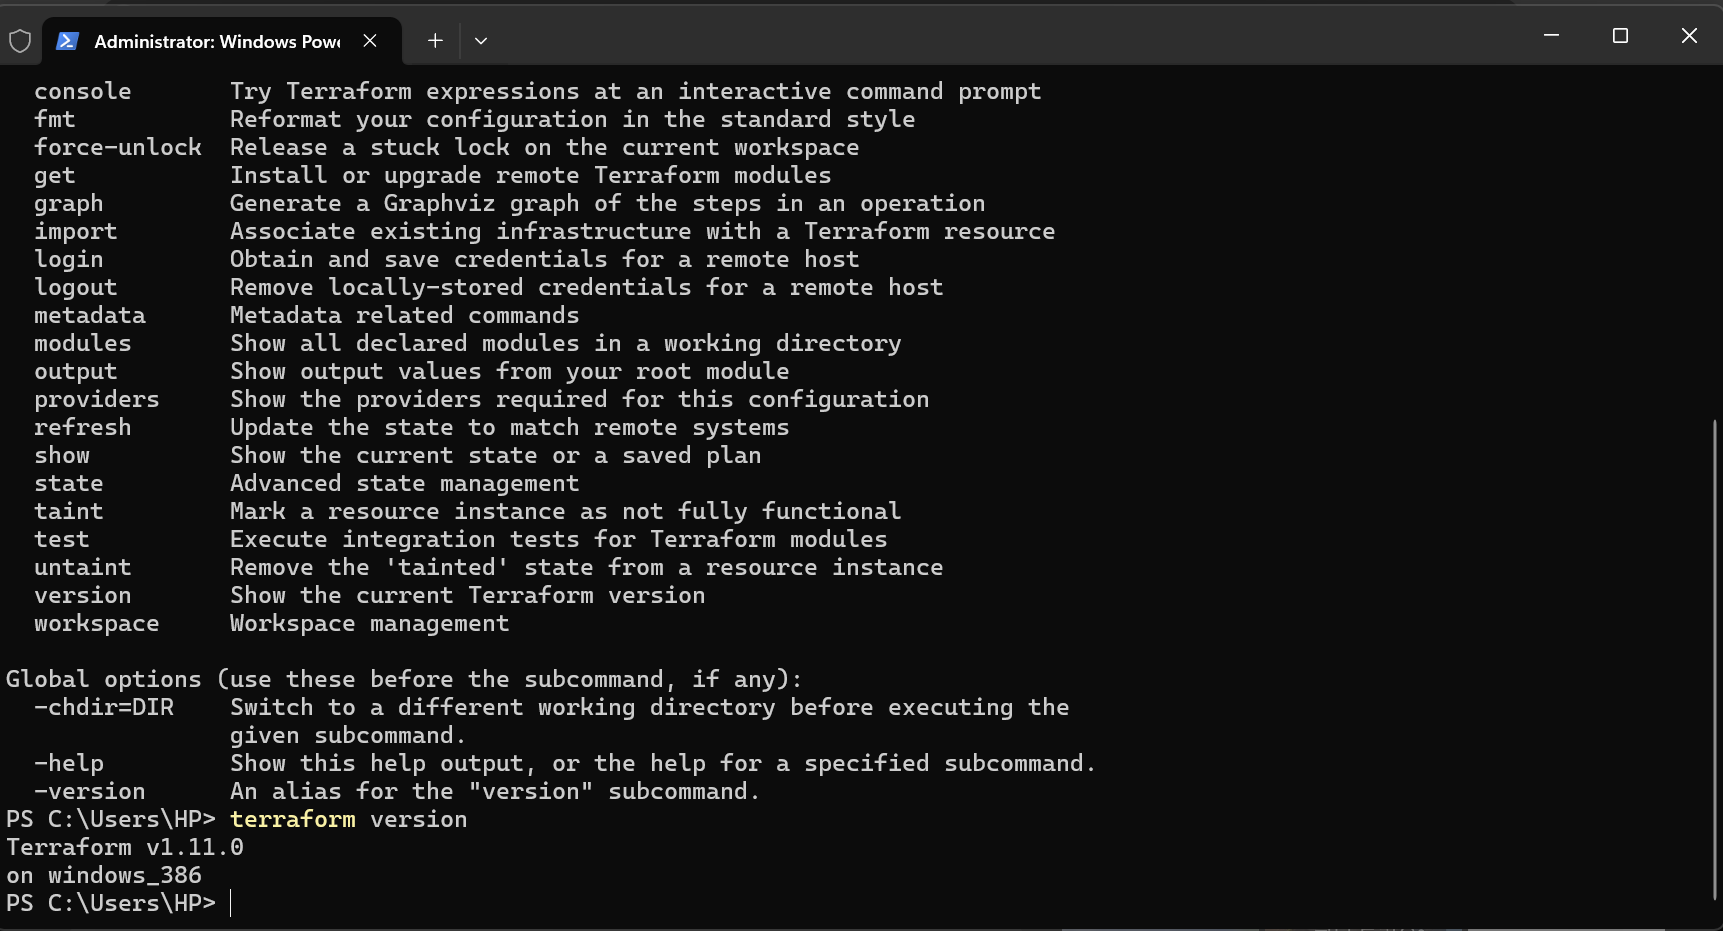 Administrator: Windows Powe
  console       Try Terraform expressions at an interactive command prompt
  fmt           Reformat your configuration in the standard style
  force-unlock  Release a stuck lock on the current workspace
  get           Install or upgrade remote Terraform modules
  graph         Generate a Graphviz graph of the steps in an operation
  import        Associate existing infrastructure with a Terraform resource
  login         Obtain and save credentials for a remote host
  logout        Remove locally-stored credentials for a remote host
  metadata      Metadata related commands
  modules       Show all declared modules in a working directory
  output        Show output values from your root module
  providers     Show the providers required for this configuration
  refresh       Update the state to match remote systems
  show          Show the current state or a saved plan
  state         Advanced state management
  taint         Mark a resource instance as not fully functional
  test          Execute integration tests for Terraform modules
  untaint       Remove the 'tainted' state from a resource instance
  version       Show the current Terraform version
  workspace     Workspace management

Global options (use these before the subcommand, if any):
  -chdir=DIR    Switch to a different working directory before executing the
                given subcommand.
  -help         Show this help output, or the help for a specified subcommand.
  -version      An alias for the "version" subcommand.
PS C:\Users\HP> terraform version
Terraform v1.11.0
on windows_386
PS C:\Users\HP>